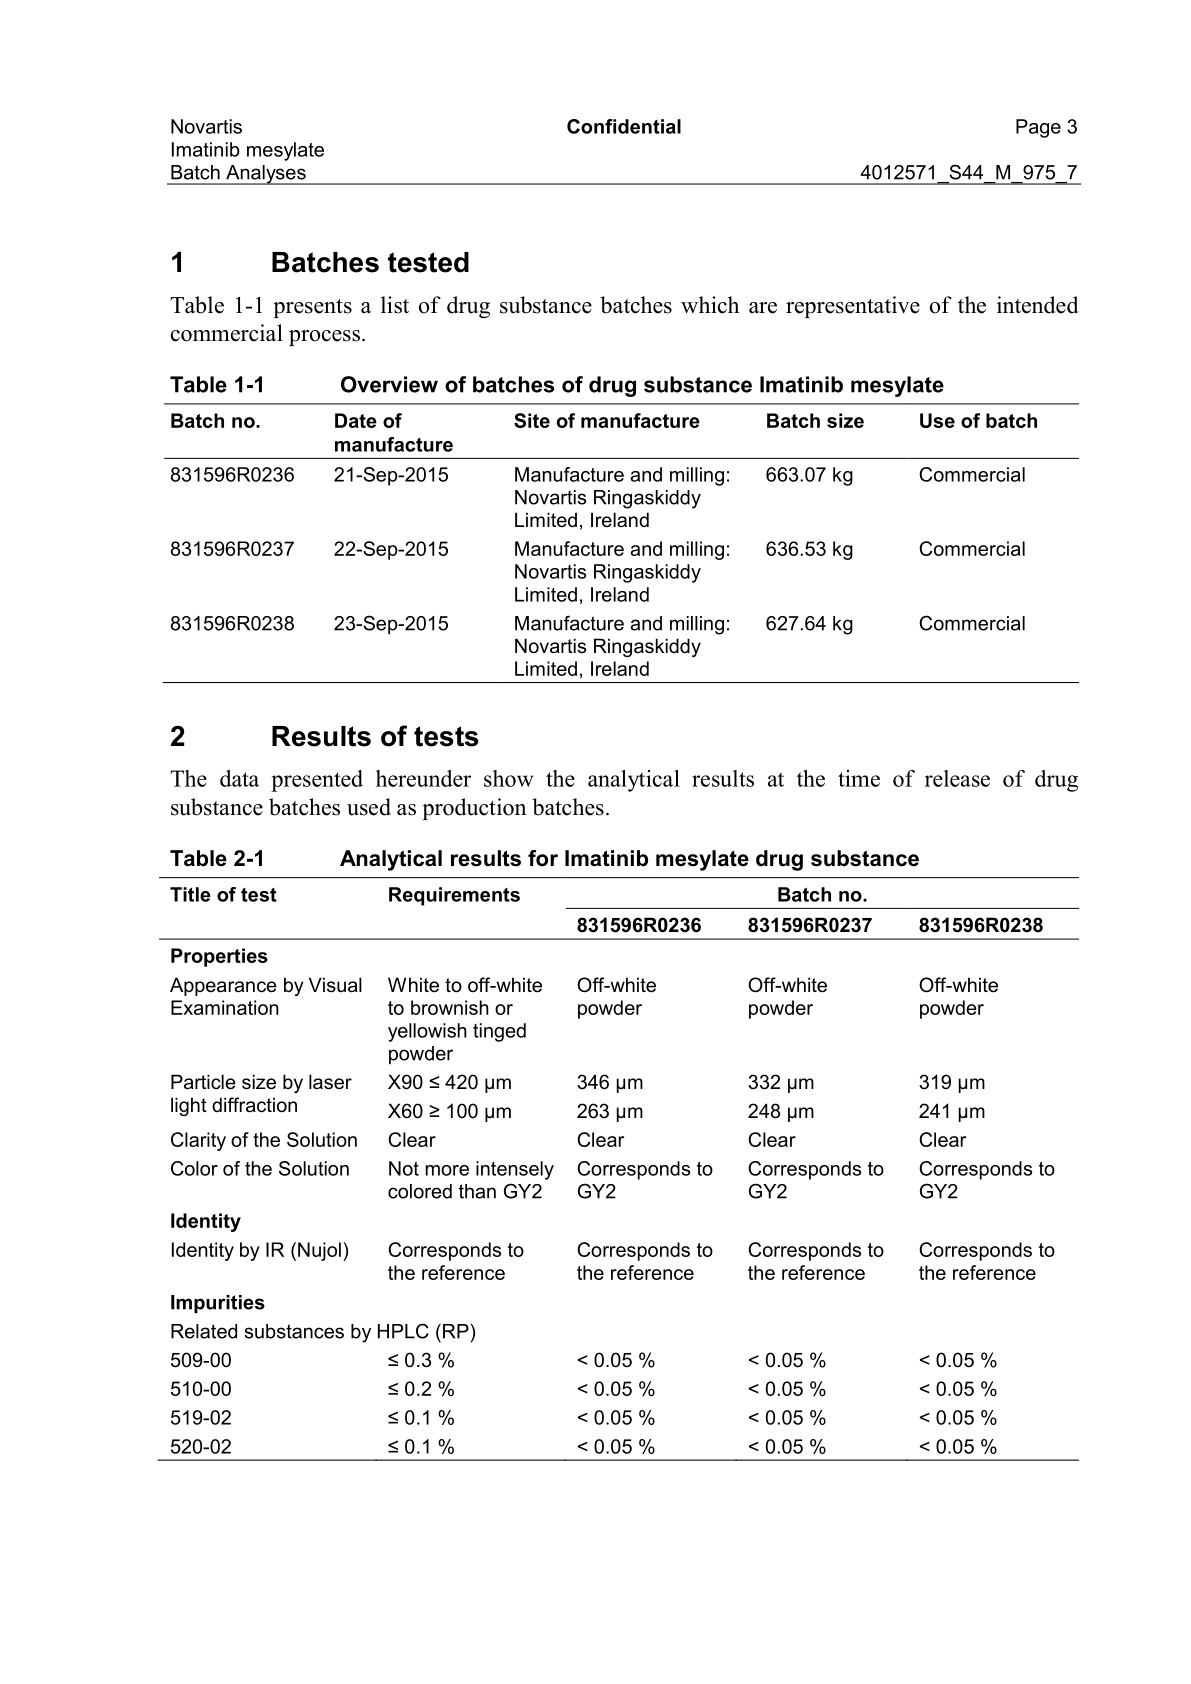 Novartis Confidential Page 3
Imatinib mesylate
Batch Analyses 4012571_S44_M_975_7
1 Batches tested
Table 1-1 presents a list of drug substance batches which are representative of the intended
commercial process.
Table 1-1 Overview of batches of drug substance Imatinib mesylate
Batch no. Date of Site of manufacture Batch size Use of batch
manufacture
831596R0236 21-Sep-2015 Manufacture and milling: 663.07 kg Commercial
Novartis Ringaskiddy
Limited, Ireland
831596R0237 22-Sep-2015 Manufacture and milling: 636.53 kg Commercial
Novartis Ringaskiddy
Limited, Ireland
831596R0238 23-Sep-2015 Manufacture and milling: 627.64 kg Commercial
Novartis Ringaskiddy
Limited, Ireland
2 Results of tests
The data presented hereunder show the analytical results at the time of release of drug
substance batches used as production batches.
Table 2-1 Analytical results for Imatinib mesylate drug substance
Title of test Requirements Batch no.
831596R0236 831596R0237 831596R0238
Properties
Appearance by Visual White to off-white Off-white Off-white Off-white
Examination to brownish or powder powder powder
yellowish tinged
powder
Particle size by laser X90 ≤ 420 µm 346 µm 332 µm 319 µm
light diffraction X60 ≥ 100 µm 263 µm 248 µm 241 µm
Clarity of the Solution Clear Clear Clear Clear
Color of the Solution Not more intensely Corresponds to Corresponds to Corresponds to
colored than GY2 GY2 GY2 GY2
Identity
Identity by IR (Nujol) Corresponds to Corresponds to Corresponds to Corresponds to
the reference the reference the reference the reference
Impurities
Related substances by HPLC (RP)
509-00 ≤ 0.3 % < 0.05 % < 0.05 % < 0.05 %
510-00 ≤ 0.2 % < 0.05 % < 0.05 % < 0.05 %
519-02 ≤ 0.1 % < 0.05 % < 0.05 % < 0.05 %
520-02 ≤ 0.1 % < 0.05 % < 0.05 % < 0.05 %